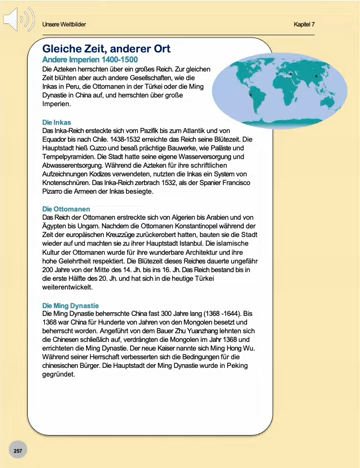 Unsere Weltbilder
Kapitel 7
Gleiche Zeit, anderer Ort
Andere Imperien 1400-1500
Die Azteken herrschten über ein großes Reich. Zur gleichen
Zeit blühten aber auch andere Gesellschaften, wie die
Inkas in Peru, die Ottomanen in der Türkei oder die Ming
Dynastie in China auf, und herrschten über große
Imperien.
Die Inkas
Das Inka-Reich ersteckte sich vom Pazifik bis zum Atlantik und von
Equador bis nach Chile. 1438-1532 erreichte das Reich seine Blütezeit. Die
Hauptstadt hieß Cuzco und besaß prächtige Bauwerke, wie Paläste und
Tempelpyramiden. Die Stadt hatte seine eigene Wasserversorgung und
Abwasserentsorgung. Während die Azteken für ihre schriftlichen
Aufzeichnungen Kodizes verwendeten, nutzten die Inkas ein System von
Knotenschnüren. Das Inka-Reich zerbrach 1532, als der Spanier Francisco
Pizarro die Armeen der Inkas besiegte.
Die Ottomanen
Das Reich der Ottomanen erstreckte sich von Algerien bis Arabien und von
Ägypten bis Ungarn. Nachdem die Ottomanen Konstantinopel während der
Zeit der europäischen Kreuzzüge zurückerobert hatten, bauten sie die Stadt
wieder auf und machten sie zu ihrer Hauptstadt Istanbul. Die islamische
Kultur der Ottomanen wurde für ihre wunderbare Architektur und ihre
hohe Gelehrtheit respektiert. Die Blütezeit dieses Reiches dauerte ungefähr
200 Jahre von der Mitte des 14. Jh. bis ins 16. Jh. Das Reich bestand bis in
die erste Hälfte des 20. Jh. und hat sich in die heutige Türkei
weiterentwickelt.
Die Ming Dynastie
Die Ming Dynastie beherrschte China fast 300 Jahre lang (1368 -1644). Bis
1368 war China für Hunderte von Jahren von den Mongolen besetzt und
beherrscht worden. Angeführt von dem Bauer Zhu Yuanzhang lehnten sich
die Chinesen schließlich auf, verdrängten die Mongolen im Jahr 1368 und
errichteten die Ming Dynastie. Der neue Kaiser nannte sich Ming Hong Wu.
Während seiner Herrschaft verbesserten sich die Bedingungen für die
chinesischen Bürger. Die Hauptstadt der Ming Dynastie wurde in Peking
gegründet.
257